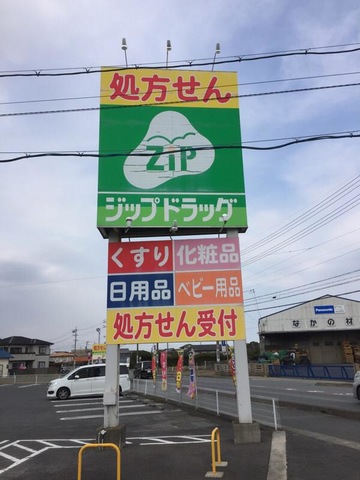 処方せん
ZiP
ジップドラッグ
くすり 化粧品
日用品 ベビー用品
処方せん受付
Panasonic
なかの材